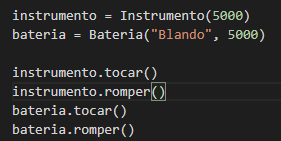 instrumento = Instrumento(5000)
bateria = Bateria("Blando", 5000)
instrumento.tocar()
instrumento.romper()
bateria.tocar()
bateria.romper()